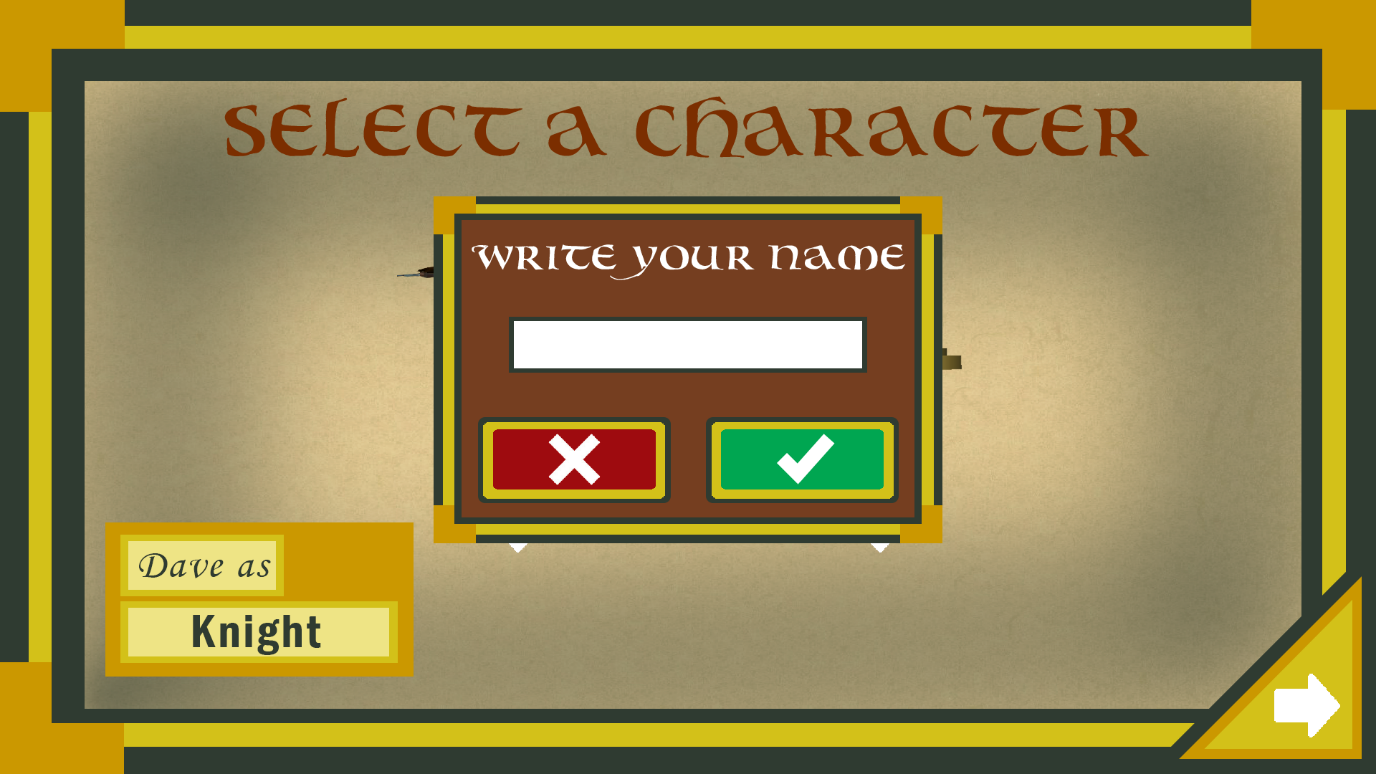 SELECT A CHARACTER
WRITE YOUR NAME
Dave as
Knight